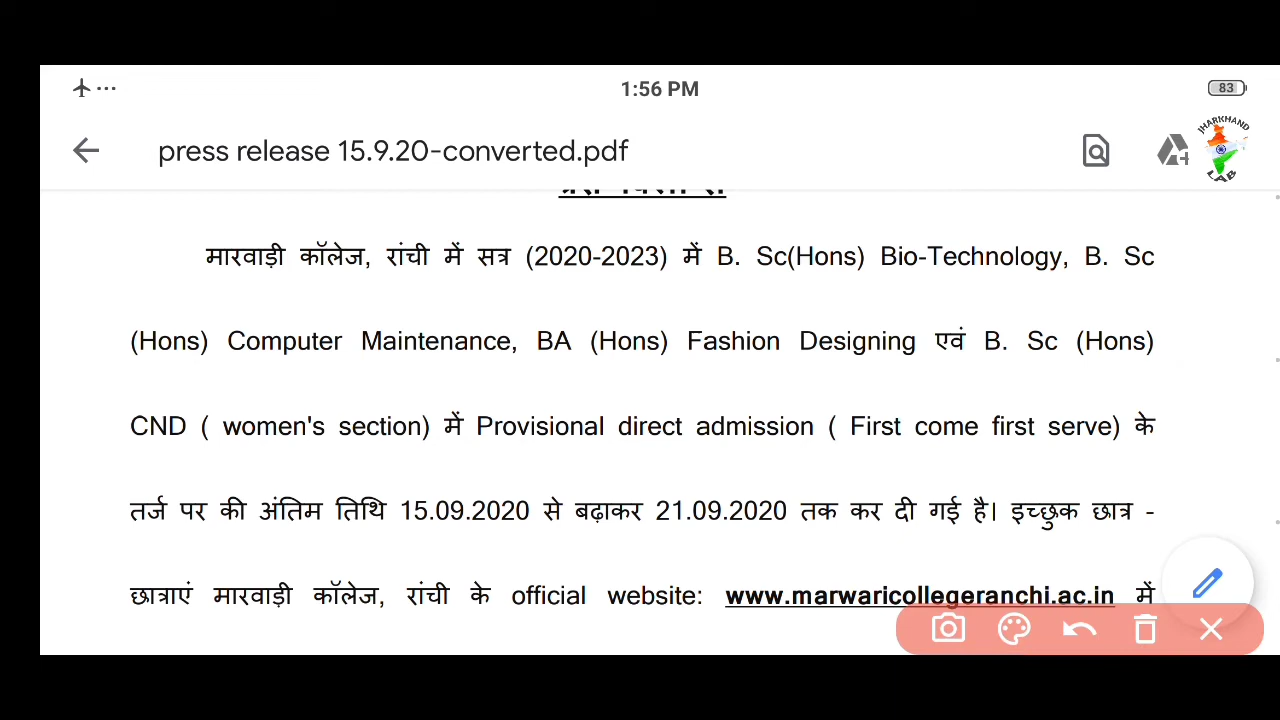 1:56 PM
83
press release 15.9.20-converted.pdf
JHARKHAND
LAB
मारवाड़ी कॉलेज, रांची में सत्र (2020-2023) में B. Sc(Hons) Bio-Technology, B. Sc
(Hons) Computer Maintenance, BA (Hons) Fashion Designing एवं B. Sc (Hons)
CND ( women's section) में Provisional direct admission ( First come first serve) के
तर्ज पर की अंतिम तिथि 15.09.2020 से बढ़ाकर 21.09.2020 तक कर दी गई है। इच्छुक छात्र -
छात्राएं मारवाड़ी कॉलेज, रांची के official website: www.marwaricollegeranchi.ac.in में